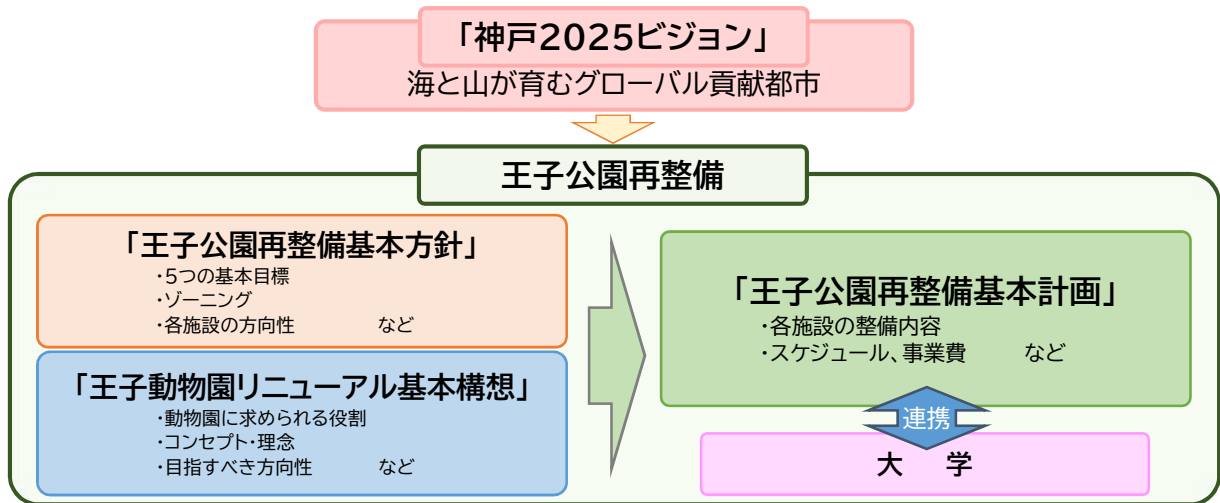 「神戸2025ビジョン」
海と山が育むグローバル貢献都市
王子公園再整備
「王子公園再整備基本方針」
・5つの基本目標
・ゾーニング
・各施設の方向性　　　など
「王子動物園リニューアル基本構想」
・動物園に求められる役割
・コンセプト・理念
・目指すべき方向性　　　など
「王子公園再整備基本計画」
・各施設の整備内容
・スケジュール、事業費　　　など
連携
大　学